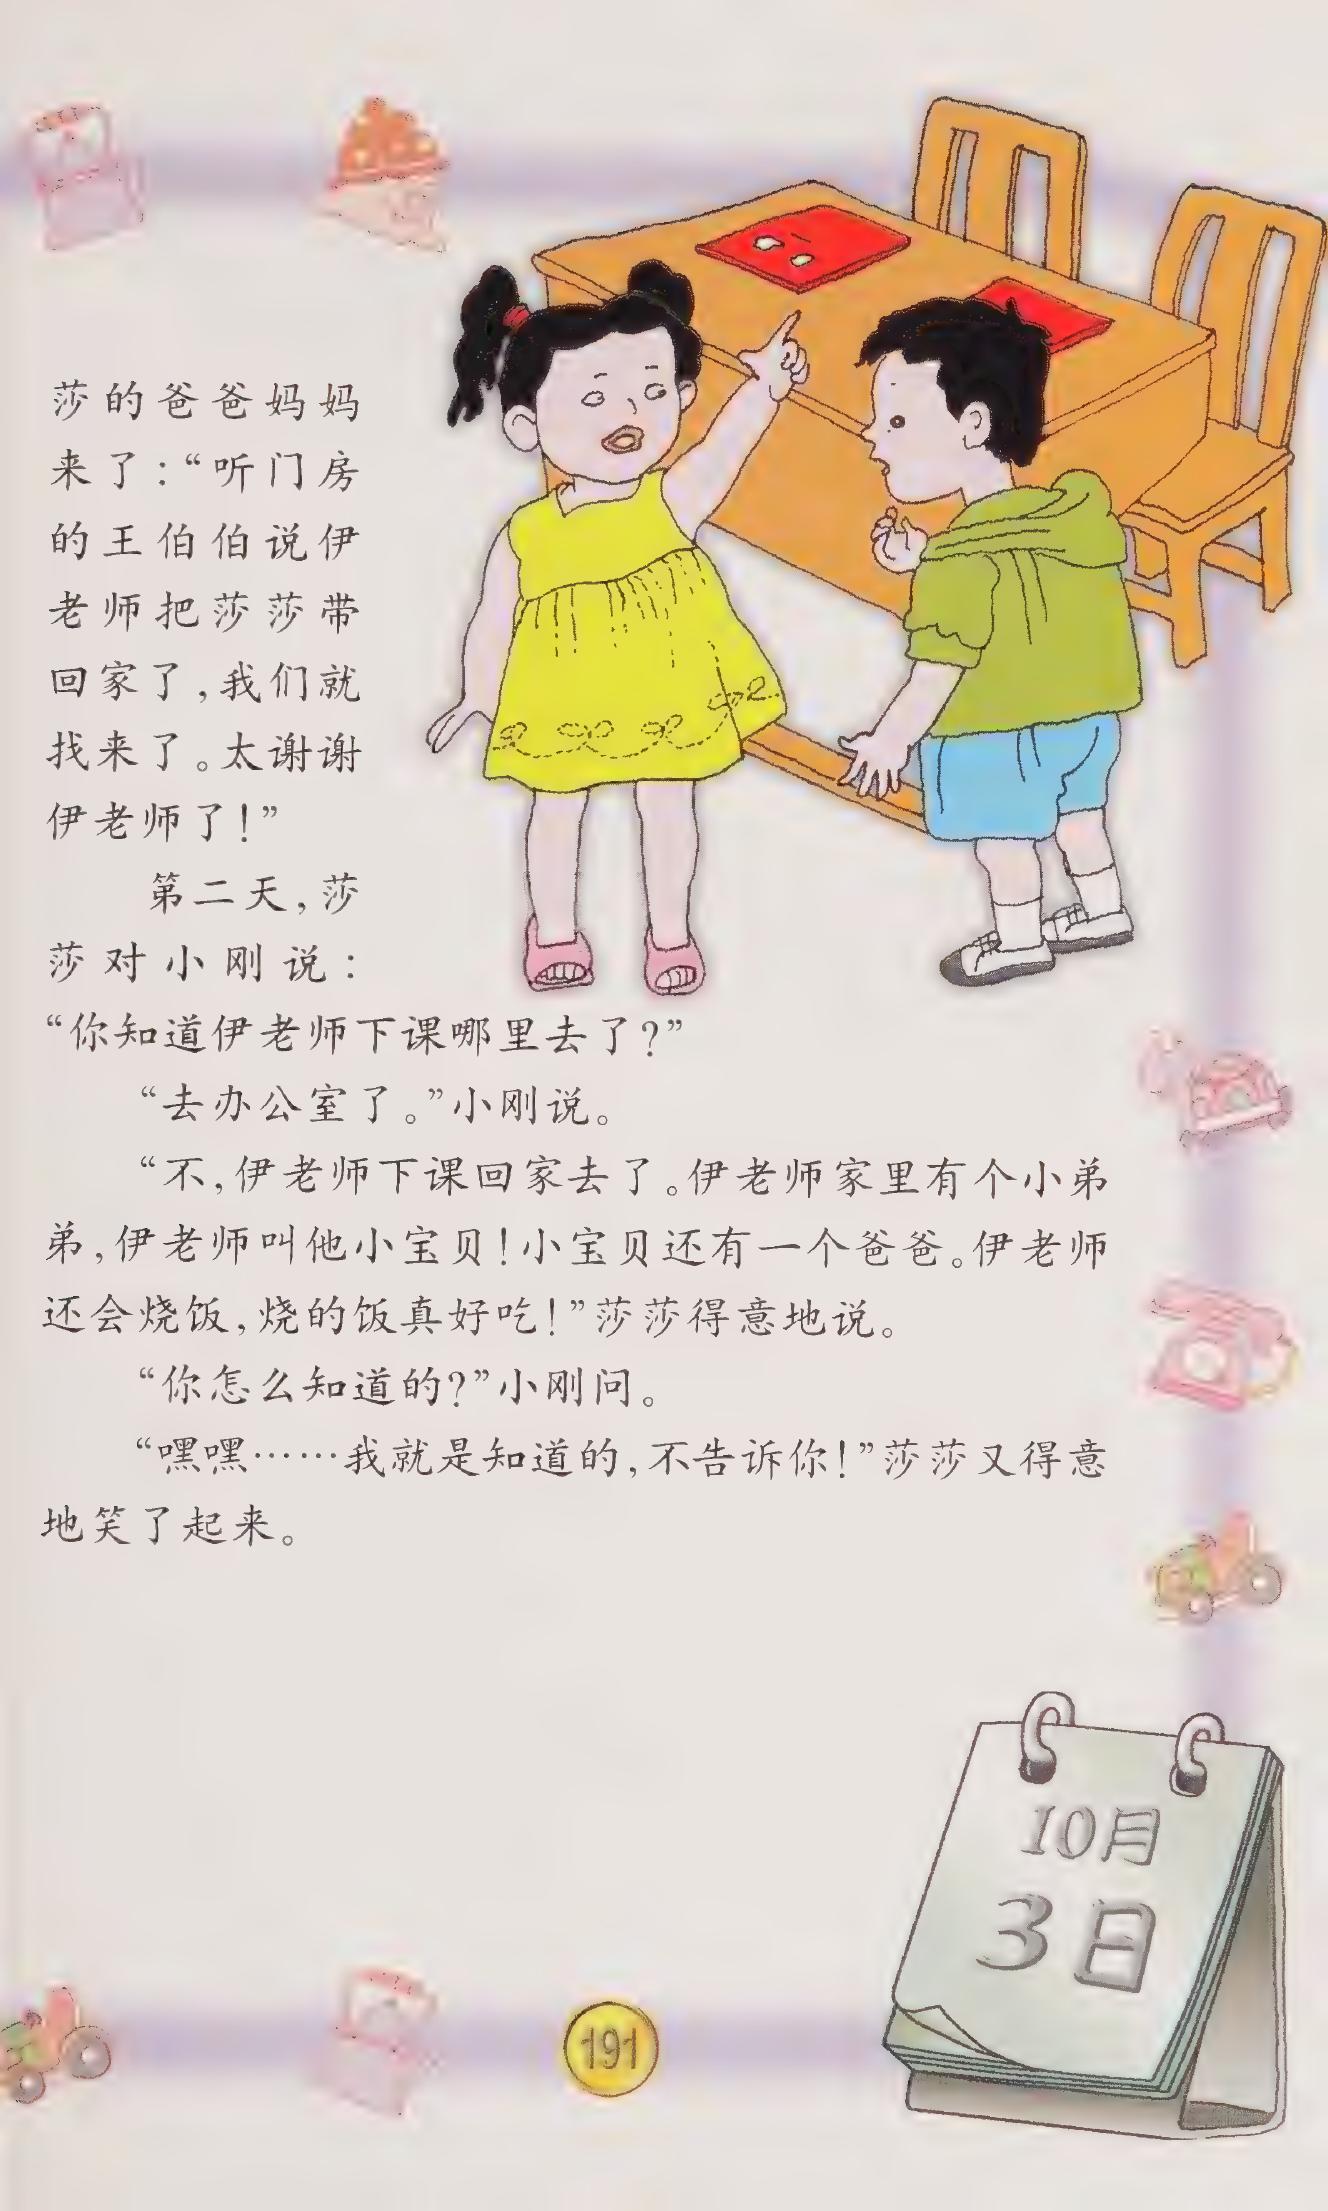 莎的爸爸妈妈
来了：“听门房
的王伯伯说伊
老师把莎莎带
回家了，我们就
找来了。太谢谢
伊老师了！”
第二天，莎
莎对小刚说：
“你知道伊老师下课哪里去了？”
“去办公室了。”小刚说。
“不，伊老师下课回家去了。伊老师家里有个小弟
弟，伊老师叫他小宝贝！小宝贝还有一个爸爸。伊老师
还会烧饭，烧的饭真好吃！”莎莎得意地说。
“你怎么知道的？”小刚问。
“嘿嘿……我就是知道的，不告诉你！”莎莎又得意
地笑了起来。
10月
3日
191